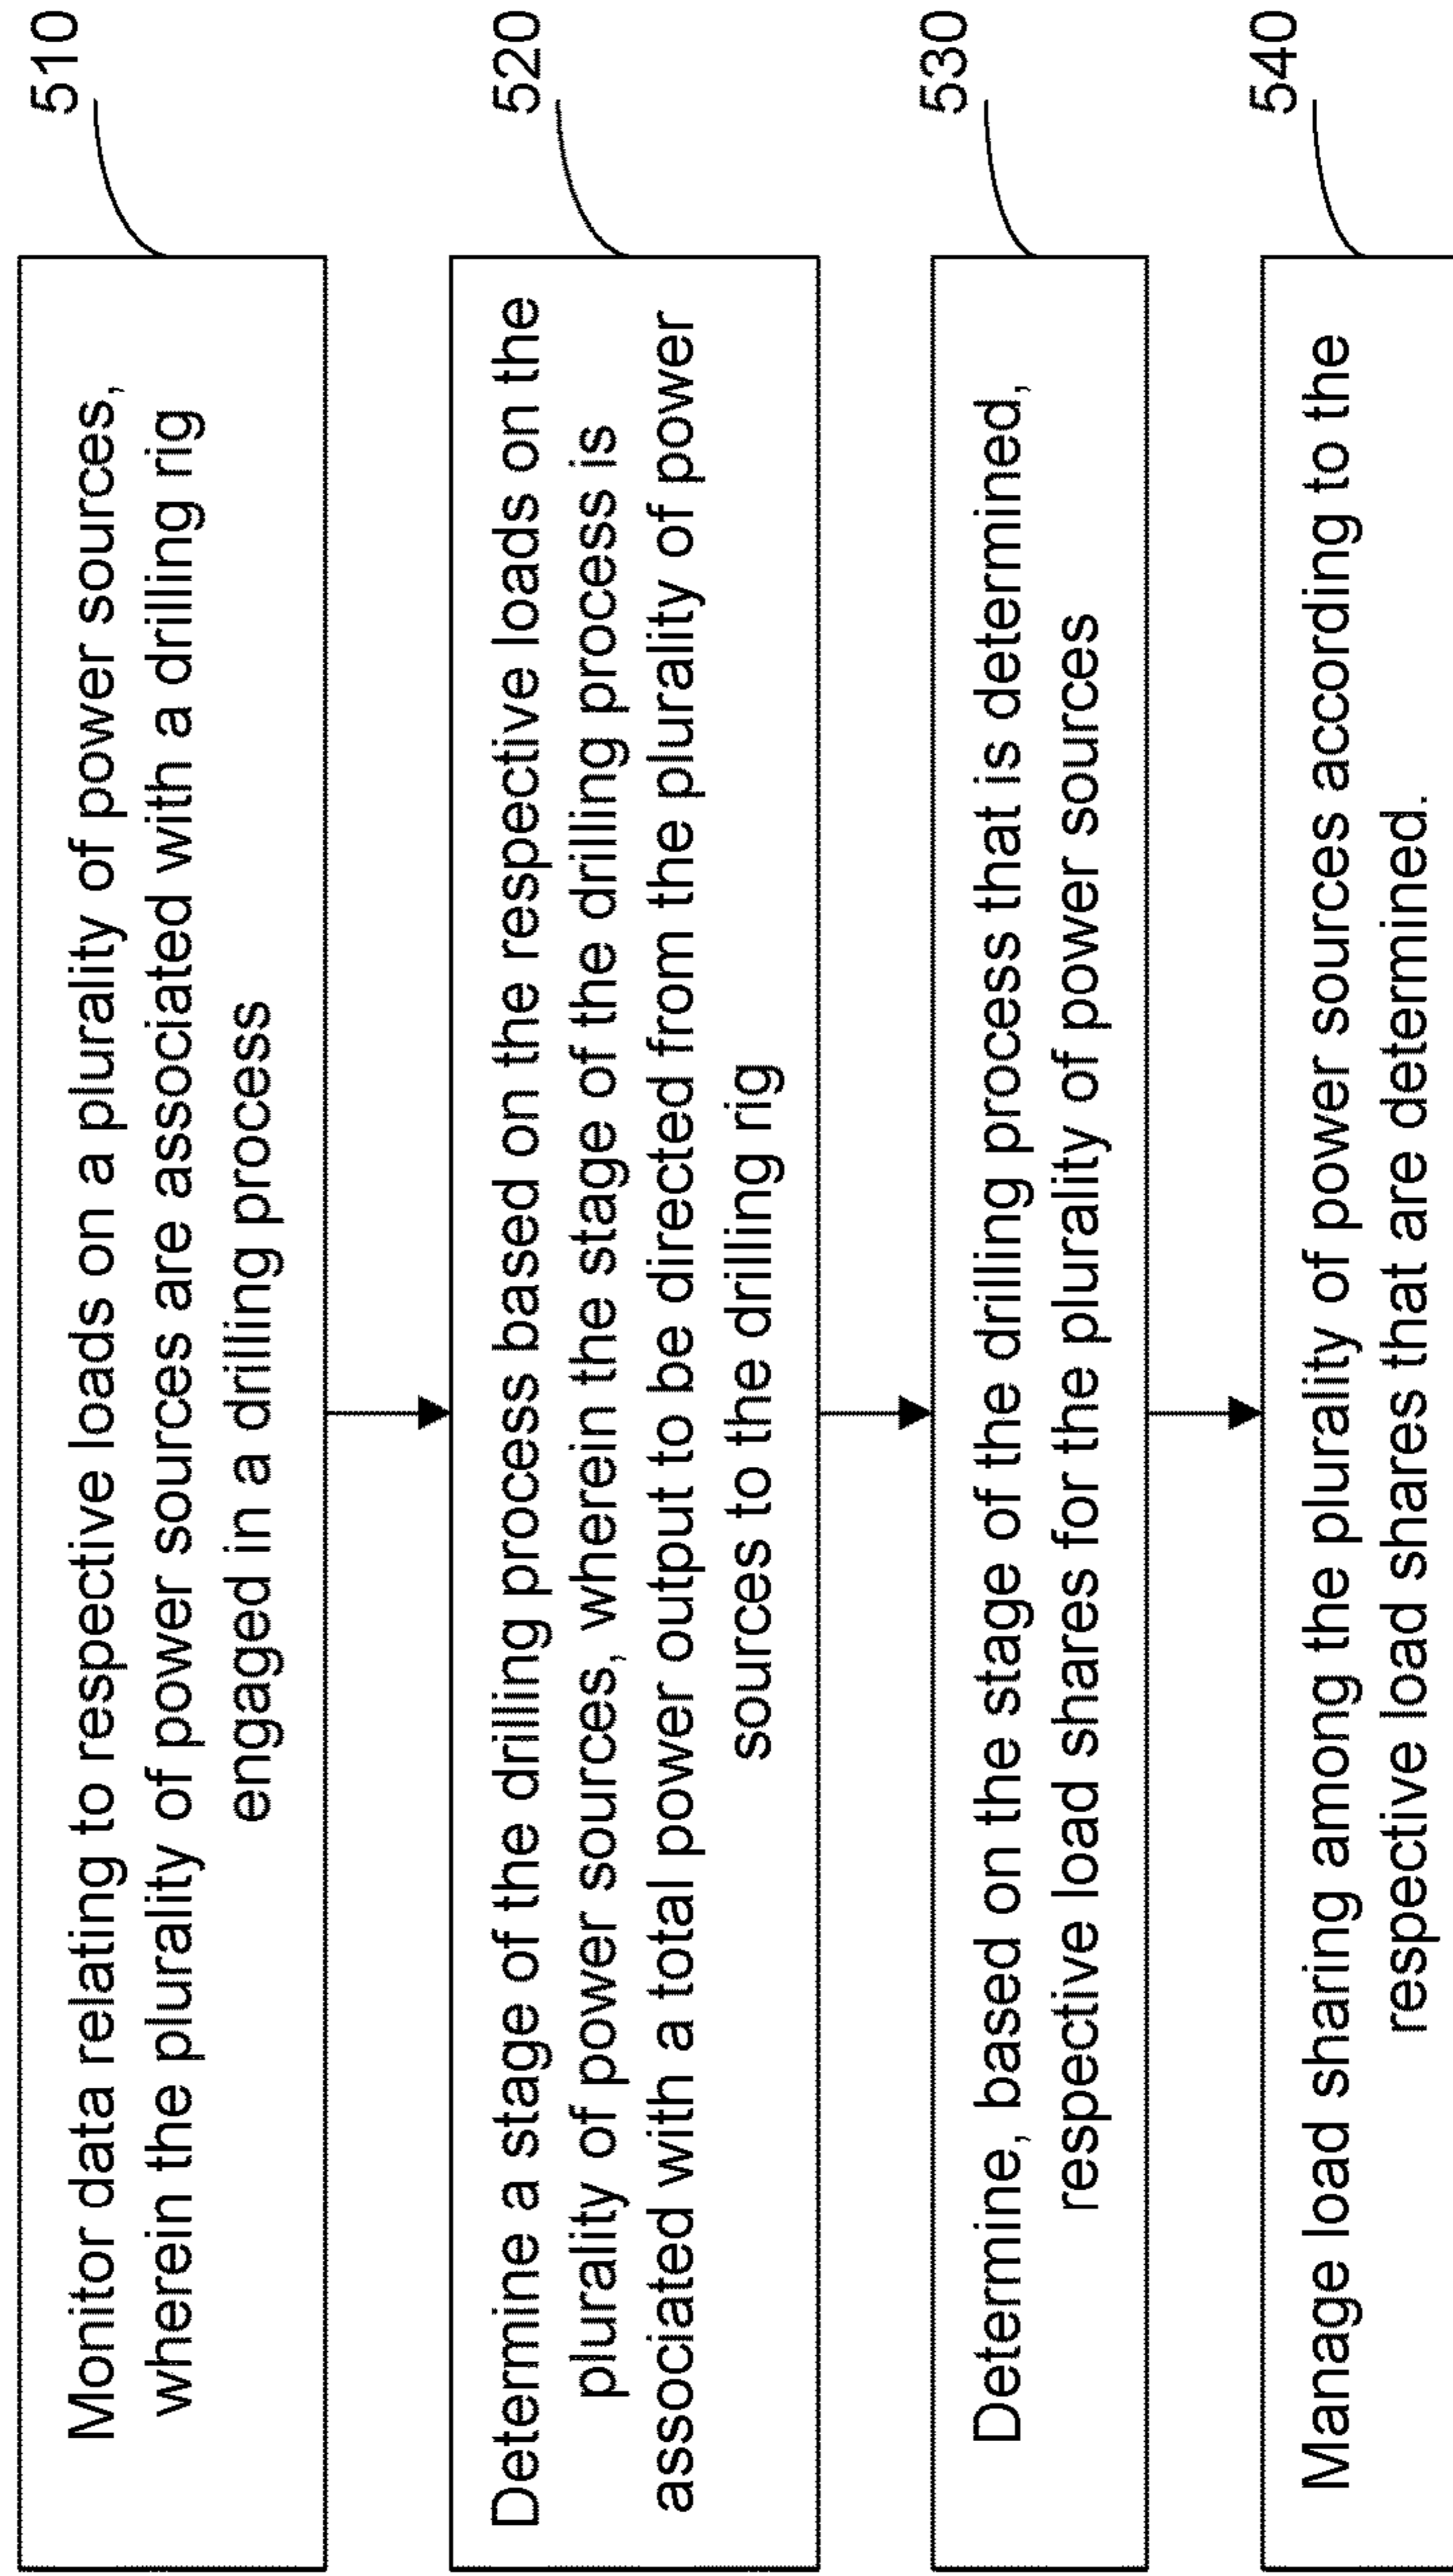 510
Monitor data relating to respective loads on a plurality of power sources,
wherein the plurality of power sources are associated with a drilling rig
engaged in a drilling process
520
Determine a stage of the drilling process based on the respective loads on the
plurality of power sources, wherein the stage of the drilling process is
associated with a total power output to be directed from the plurality of power
sources to the drilling rig
530
Determine, based on the stage of the drilling process that is determined,
respective load shares for the plurality of power sources
540
Manage load sharing among the plurality of power sources according to the
respective load shares that are determined.